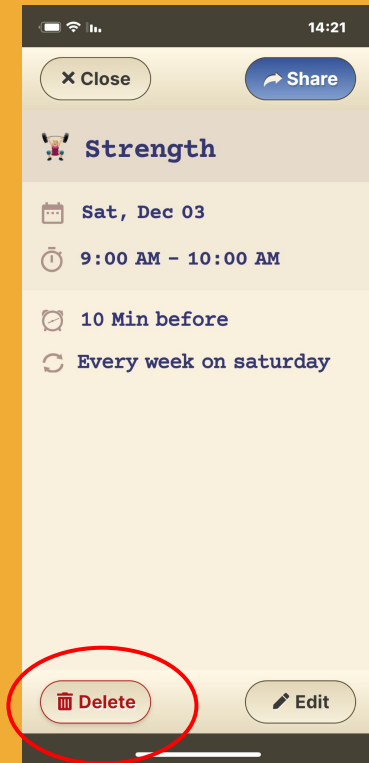 14:21
Close
Share
Strength
Sat, Dec 03
9:00 AM - 10:00 AM
10 Min before
Every week on saturday
Delete
Edit